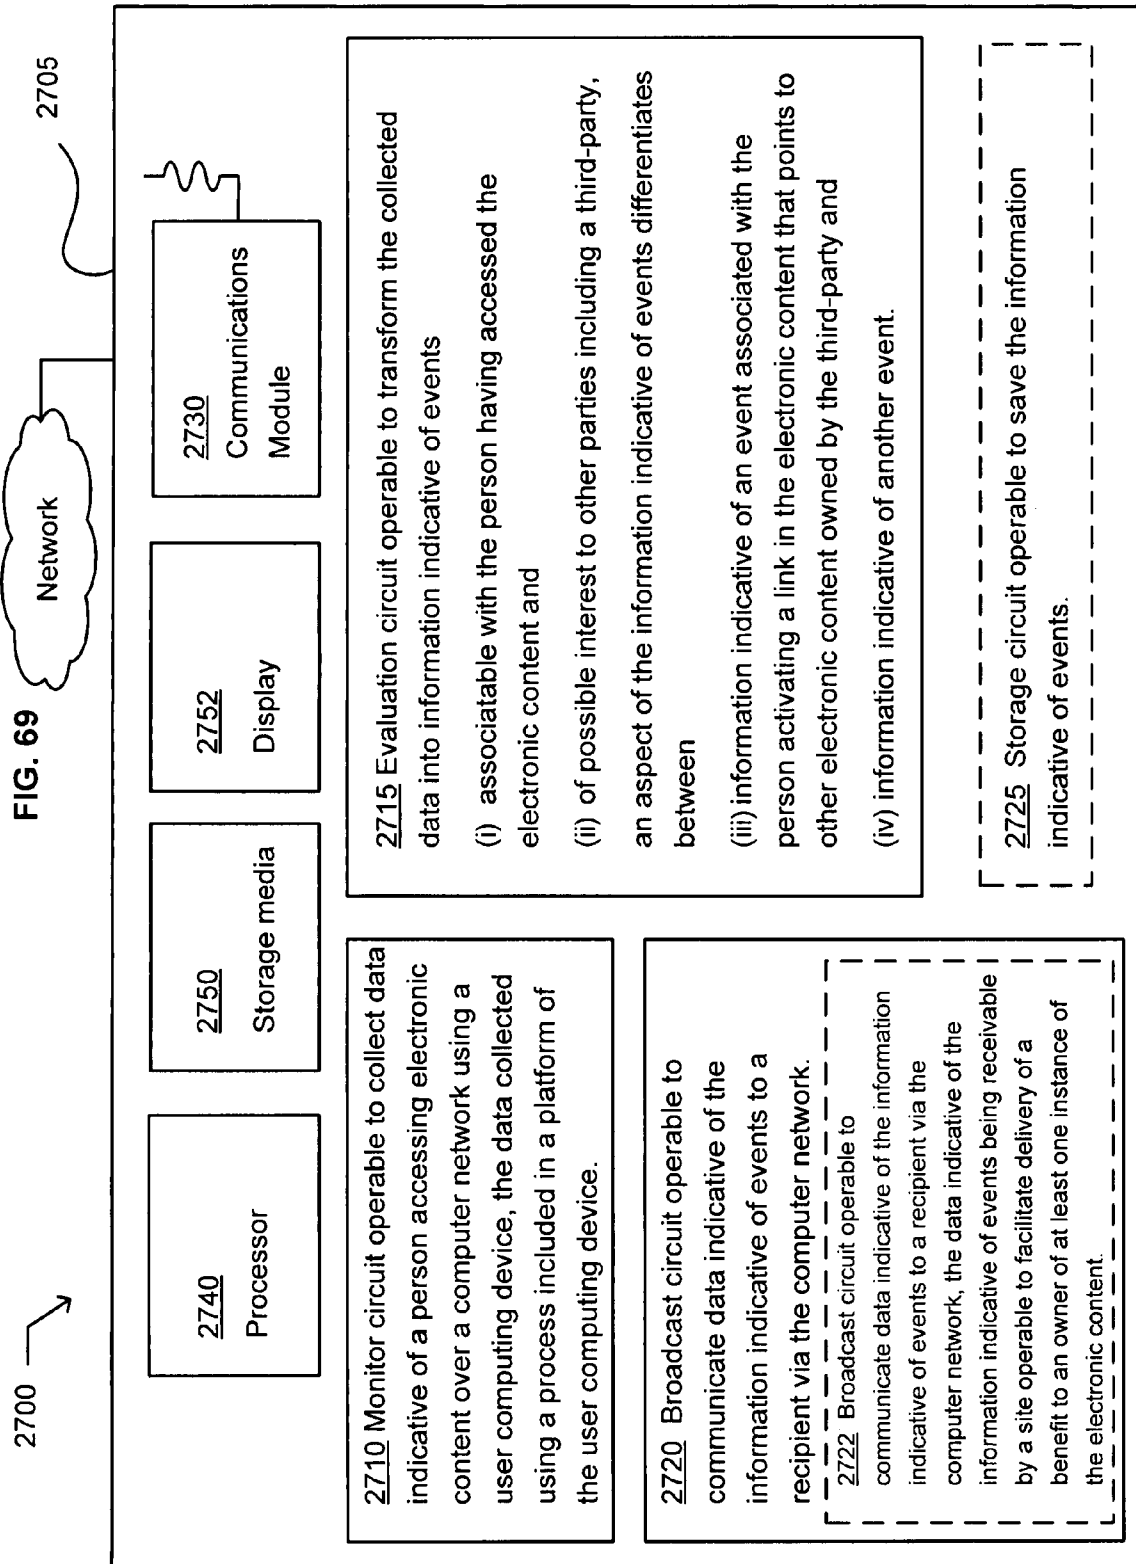 FIG. 69
2700
Network
2705
2740
Processor
2750
Storage media
2752
Display
2730
Communications
Module
2710 Monitor circuit operable to collect data
indicative of a person accessing electronic
content over a computer network using a
user computing device, the data collected
using a process included in a platform of
the user computing device.
2720 Broadcast circuit operable to
communicate data indicative of the
information indicative of events to a
recipient via the computer network.
2722 Broadcast circuit operable to
communicate data indicative of the information
indicative of events to a recipient via the
computer network, the data indicative of the
information indicative of events being receivable
by a site operable to facilitate delivery of a
benefit to an owner of at least one instance of
the electronic content.
2715 Evaluation circuit operable to transform the collected
data into information indicative of events
(i) associatable with the person having accessed the
electronic content and
(ii) of possible interest to other parties including a third-party,
an aspect of the information indicative of events differentiates
between
(iii) information indicative of an event associated with the
person activating a link in the electronic content that points to
other electronic content owned by the third-party and
(iv) information indicative of another event.
2725 Storage circuit operable to save the information
indicative of events.